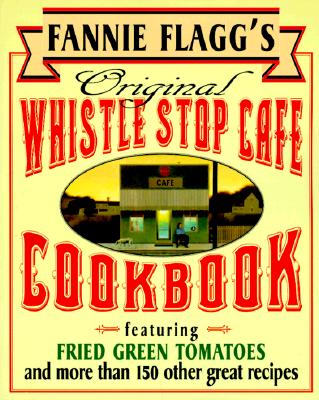 FANNIE FLAGG'S
Original
WHISTLE STOP CAFE
CAFE
COOKBOOK
featuring
FRIED GREEN TOMATOES
and more than 150 other great recipes